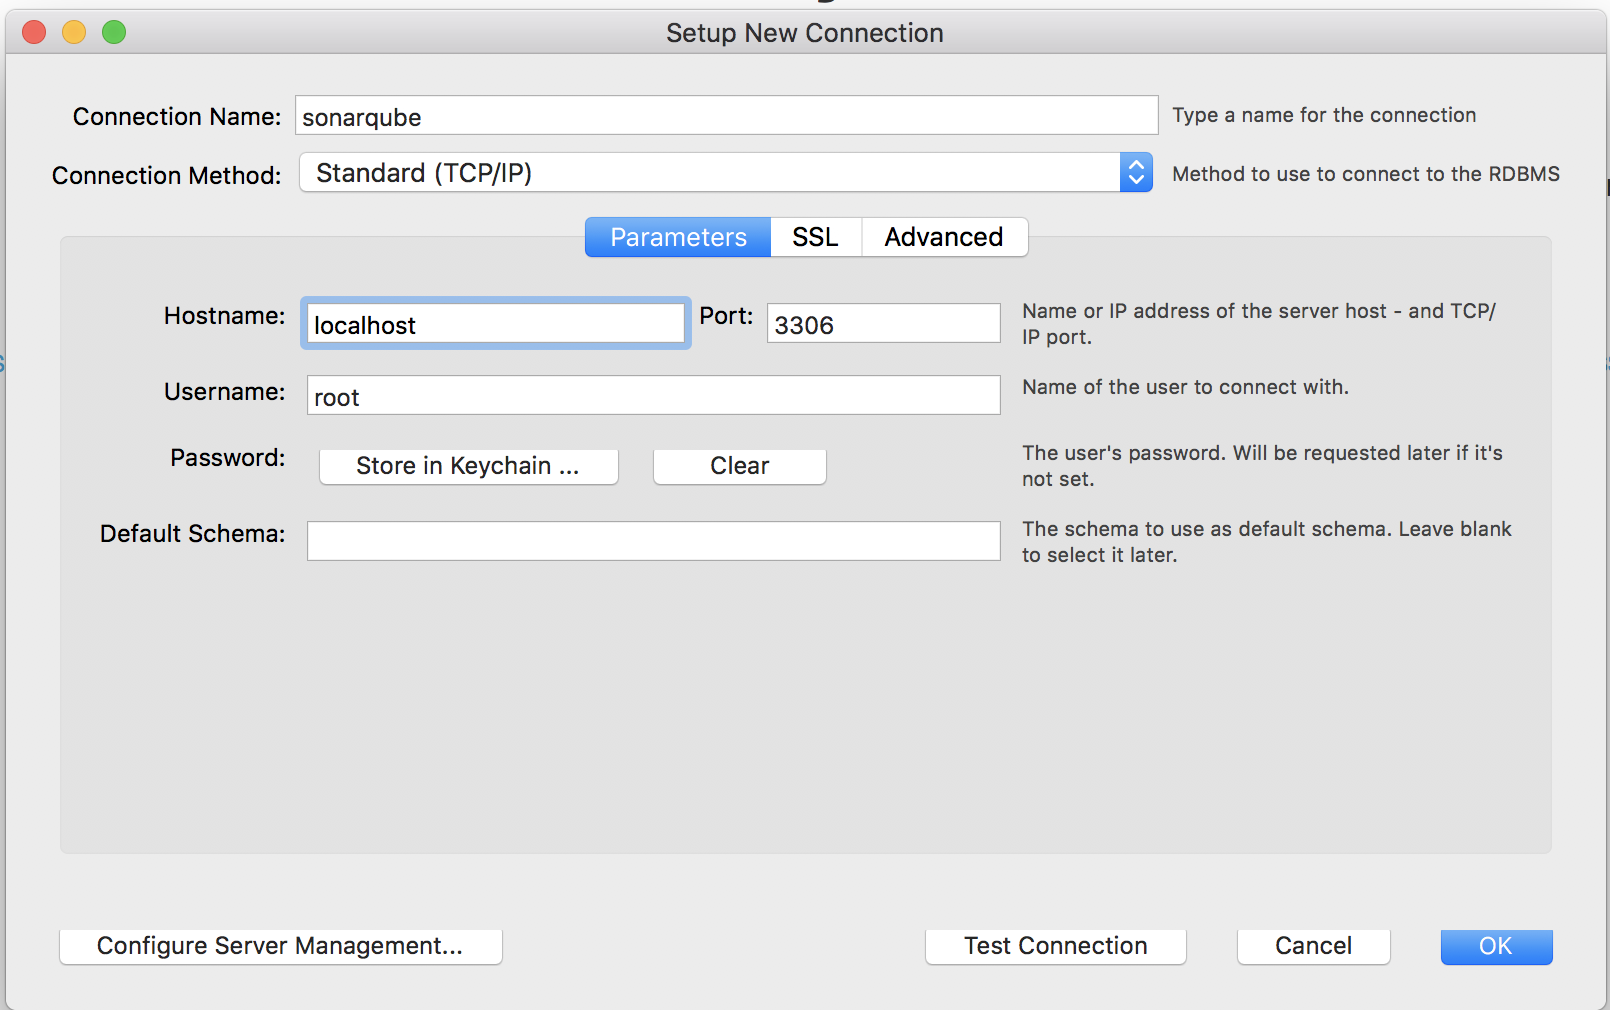 Setup New Connection
Connection Name: sonarqube Type a name for the connection
Connection Method: Standard (TCP/IP) Method to use to connect to the RDBMS
Parameters SSL Advanced
Hostname: localhost Port: 3306 Name or IP address of the server host - and TCP/
IP port.
Username: root Name of the user to connect with.
Password: Store in Keychain ... Clear The user's password. Will be requested later if it's
not set.
Default Schema: The schema to use as default schema. Leave blank
to select it later.
Configure Server Management... Test Connection Cancel OK